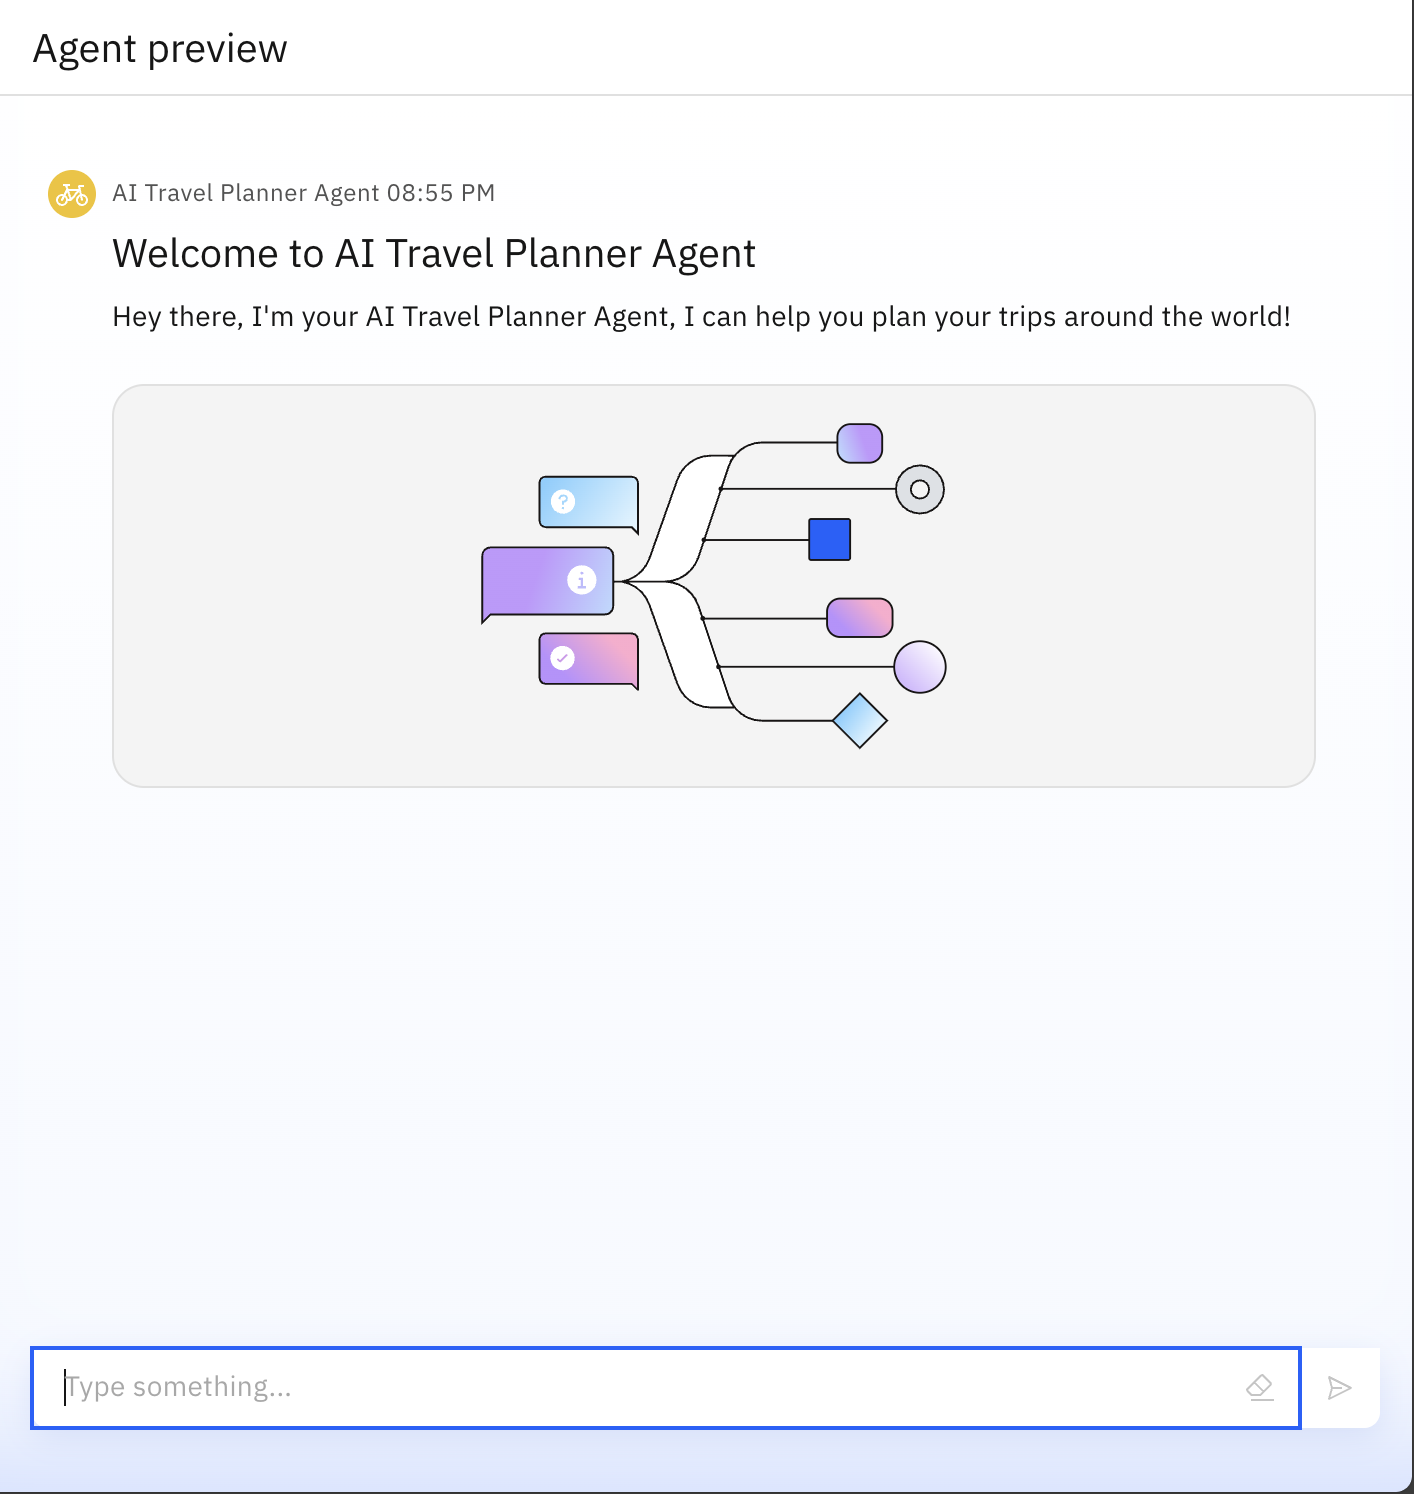 Agent preview
AI Travel Planner Agent 08:55 PM
Welcome to AI Travel Planner Agent
Hey there, I'm your AI Travel Planner Agent, I can help you plan your trips around the world!
?
i
Type something...